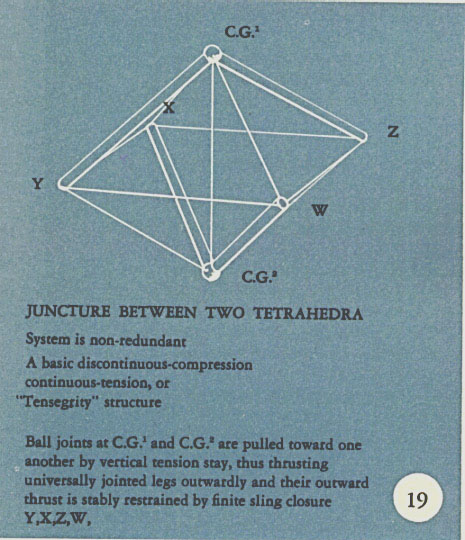 C.G.¹
X
Z
Y
W
C.G.²
JUNCTURE BETWEEN TWO TETRAHEDRA
System is non-redundant
A basic discontinuous-compression
continuous-tension, or
"Tensegrity" structure
Ball joints at C.G.¹ and C.G.² are pulled toward one
another by vertical tension stay, thus thrusting
universally jointed legs outwardly and their outward
thrust is stably restrained by finite sling closure
Y,X,Z,W,
19